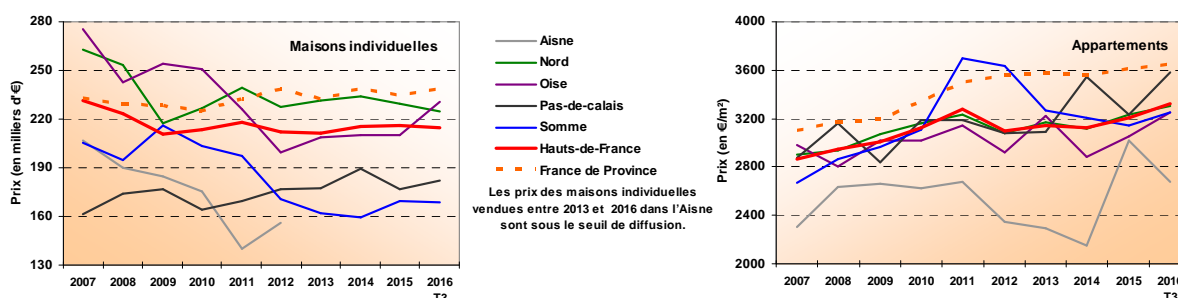 Maisons individuelles
Prix (en milliers d'€)
280
250
220
190
160
130
2007 2008 2009 2010 2011 2012 2013 2014 2015 2016
T3
Aisne
Nord
Oise
Pas-de-calais
Somme
Hauts-de-France
France de Province
Les prix des maisons individuelles
vendues entre 2013 et 2016 dans l'Aisne
sont sous le seuil de diffusion.
Appartements
Prix (en €/m²)
4000
3600
3200
2800
2400
2000
2007 2008 2009 2010 2011 2012 2013 2014 2015 2016
T3